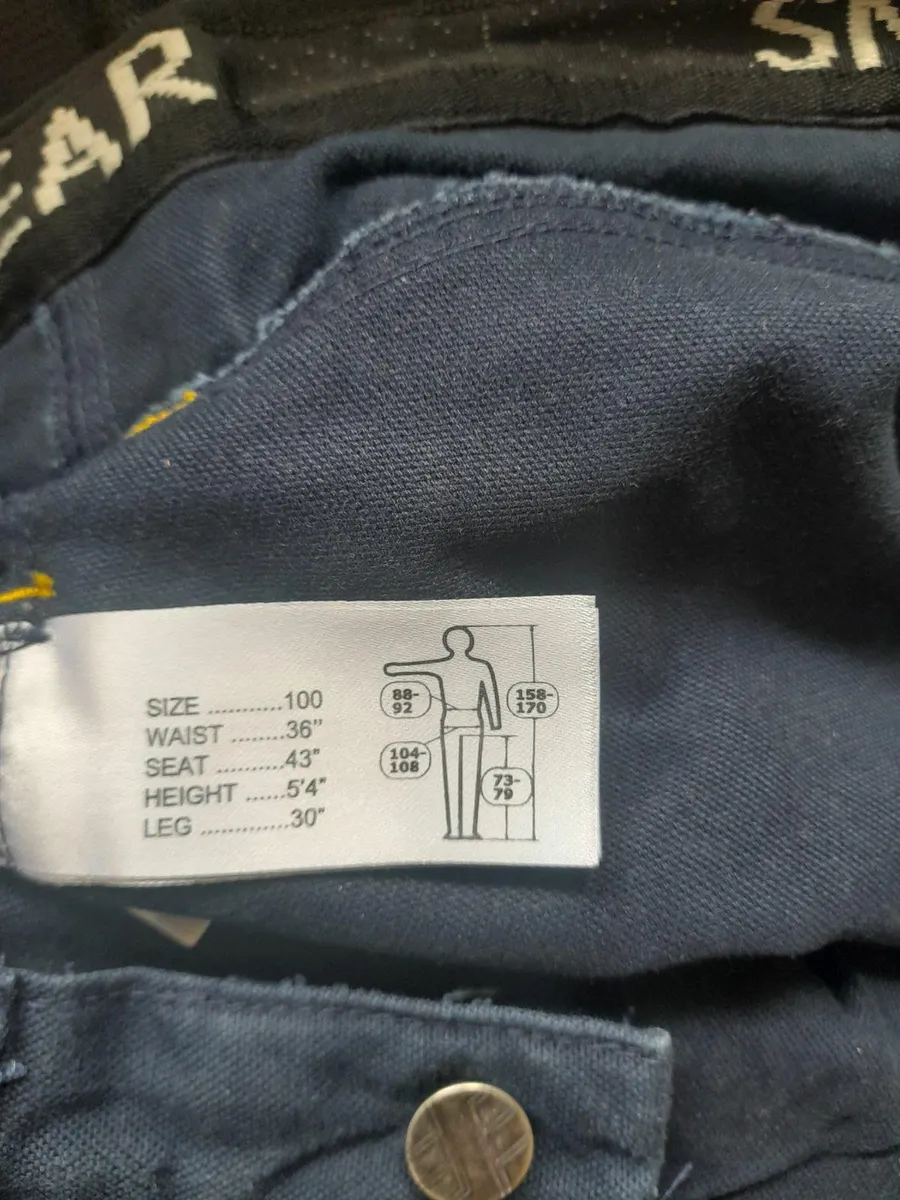 EAR
SN
SIZE ...........100
WAIST ........36"
SEAT ..........43"
HEIGHT ......5'4"
LEG .............30"
88-
92
158-
170
104-
108
73-
79